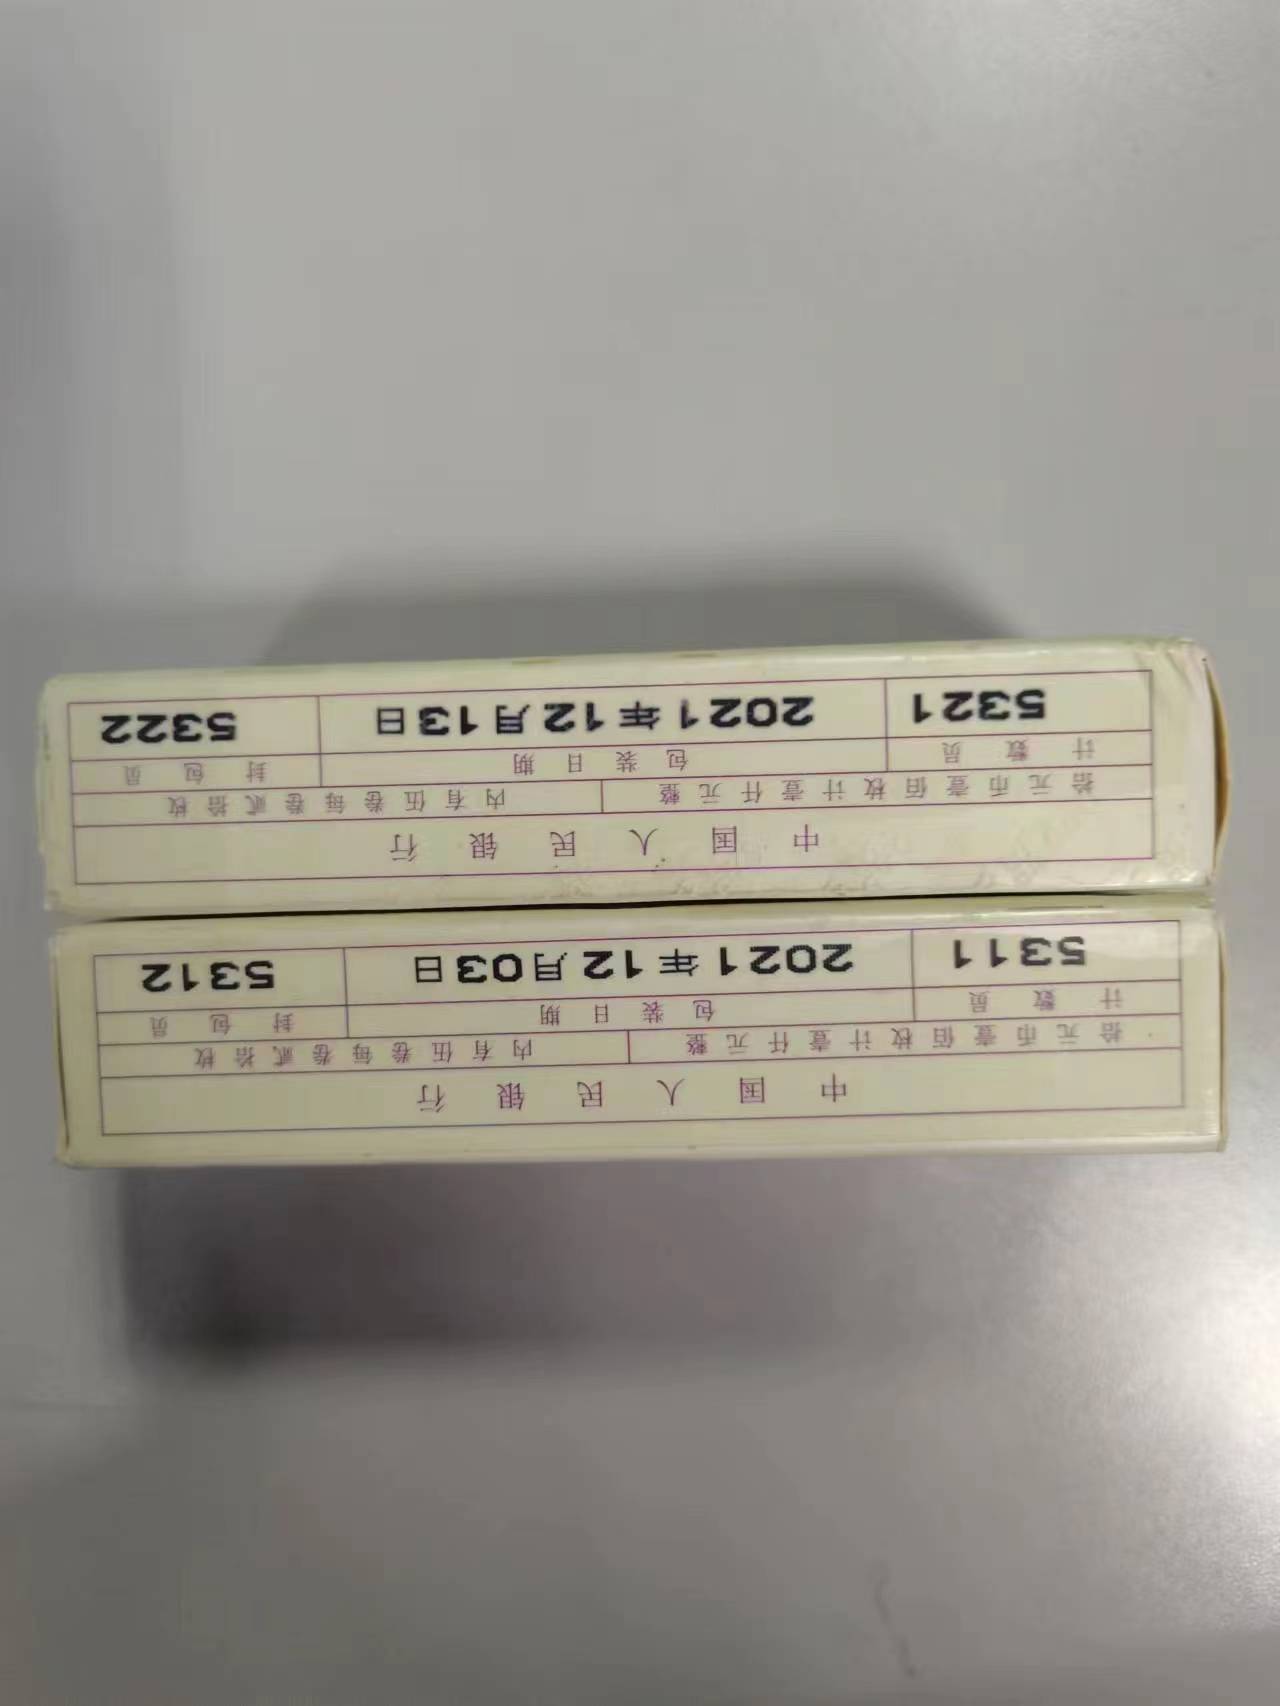 中国人民银行
拾元币壹佰枚计壹仟元整 内有伍卷每卷贰拾枚
计数员 包装日期 封包员
5311 2021年12月03日 5312
中国人民银行
拾元币壹佰枚计壹仟元整 内有伍卷每卷贰拾枚
计数员 包装日期 封包员
5321 2021年12月13日 5322